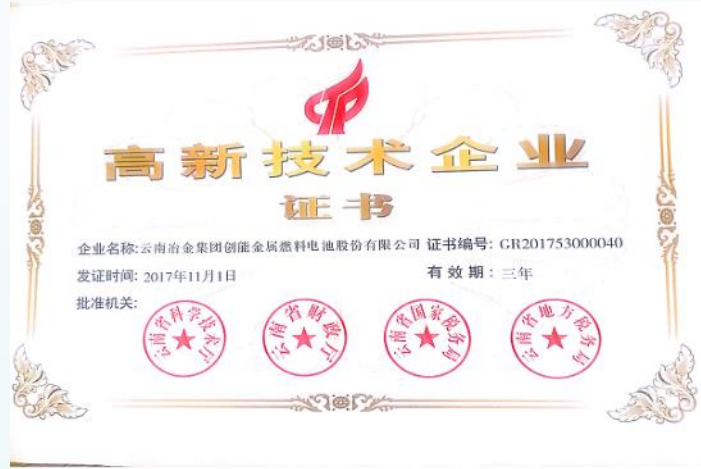 高新技术企业
证书
企业名称:云南冶金集团创能金属燃料电池股份有限公司 证书编号: GR201753000040
发证时间: 2017年11月1日 有效期: 三年
批准机关:
云南省科学技术厅 云南省财政厅 云南省国家税务局 云南省地方税务局